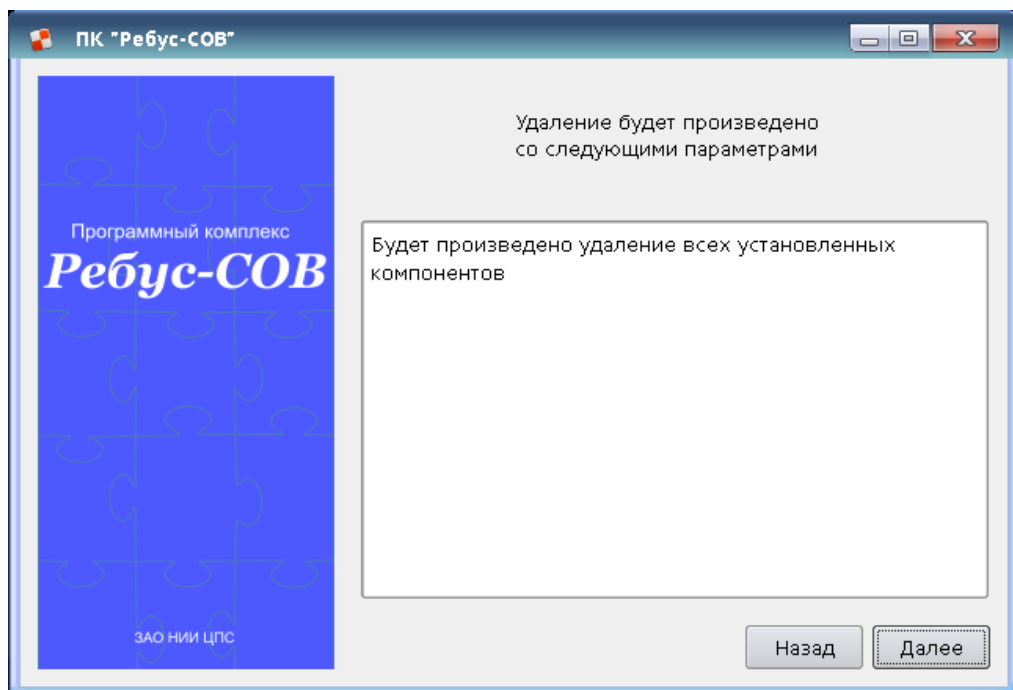 ПК "Ребус-СОВ"
Удаление будет произведено
со следующими параметрами
Программный комплекс
Ребус-СОВ
Будет произведено удаление всех установленных
компонентов
ЗАО НИИ ЦПС
Назад
Далее